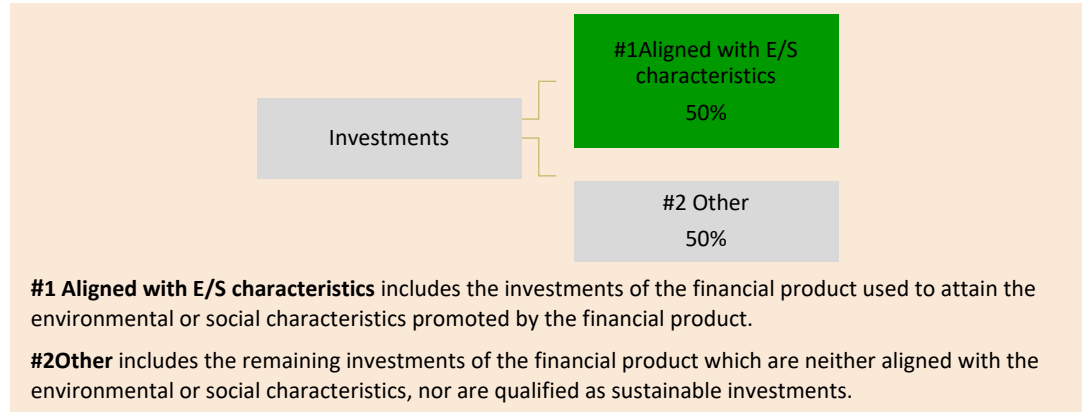 #1Aligned with E/S
characteristics
50%
Investments
#2 Other
50%
#1 Aligned with E/S characteristics includes the investments of the financial product used to attain the
environmental or social characteristics promoted by the financial product.
#2Other includes the remaining investments of the financial product which are neither aligned with the
environmental or social characteristics, nor are qualified as sustainable investments.